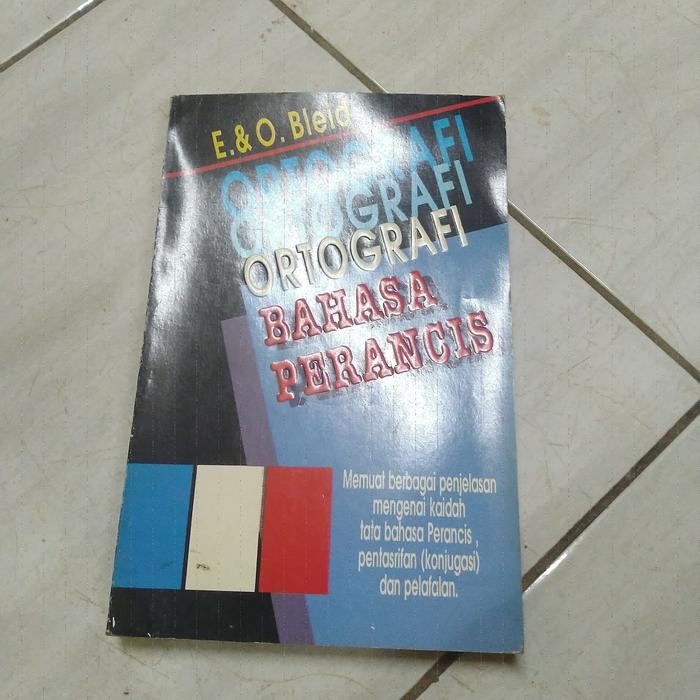 E. & O. Bleid
ORTOGRAFI
ORTOGRAFI
ORTOGRAFI
BAHASA
PERANCIS
Memuat berbagai penjelasan
mengenai kaidah
tata bahasa Perancis ,
pentasrifan (konjugasi)
dan pelafalan.